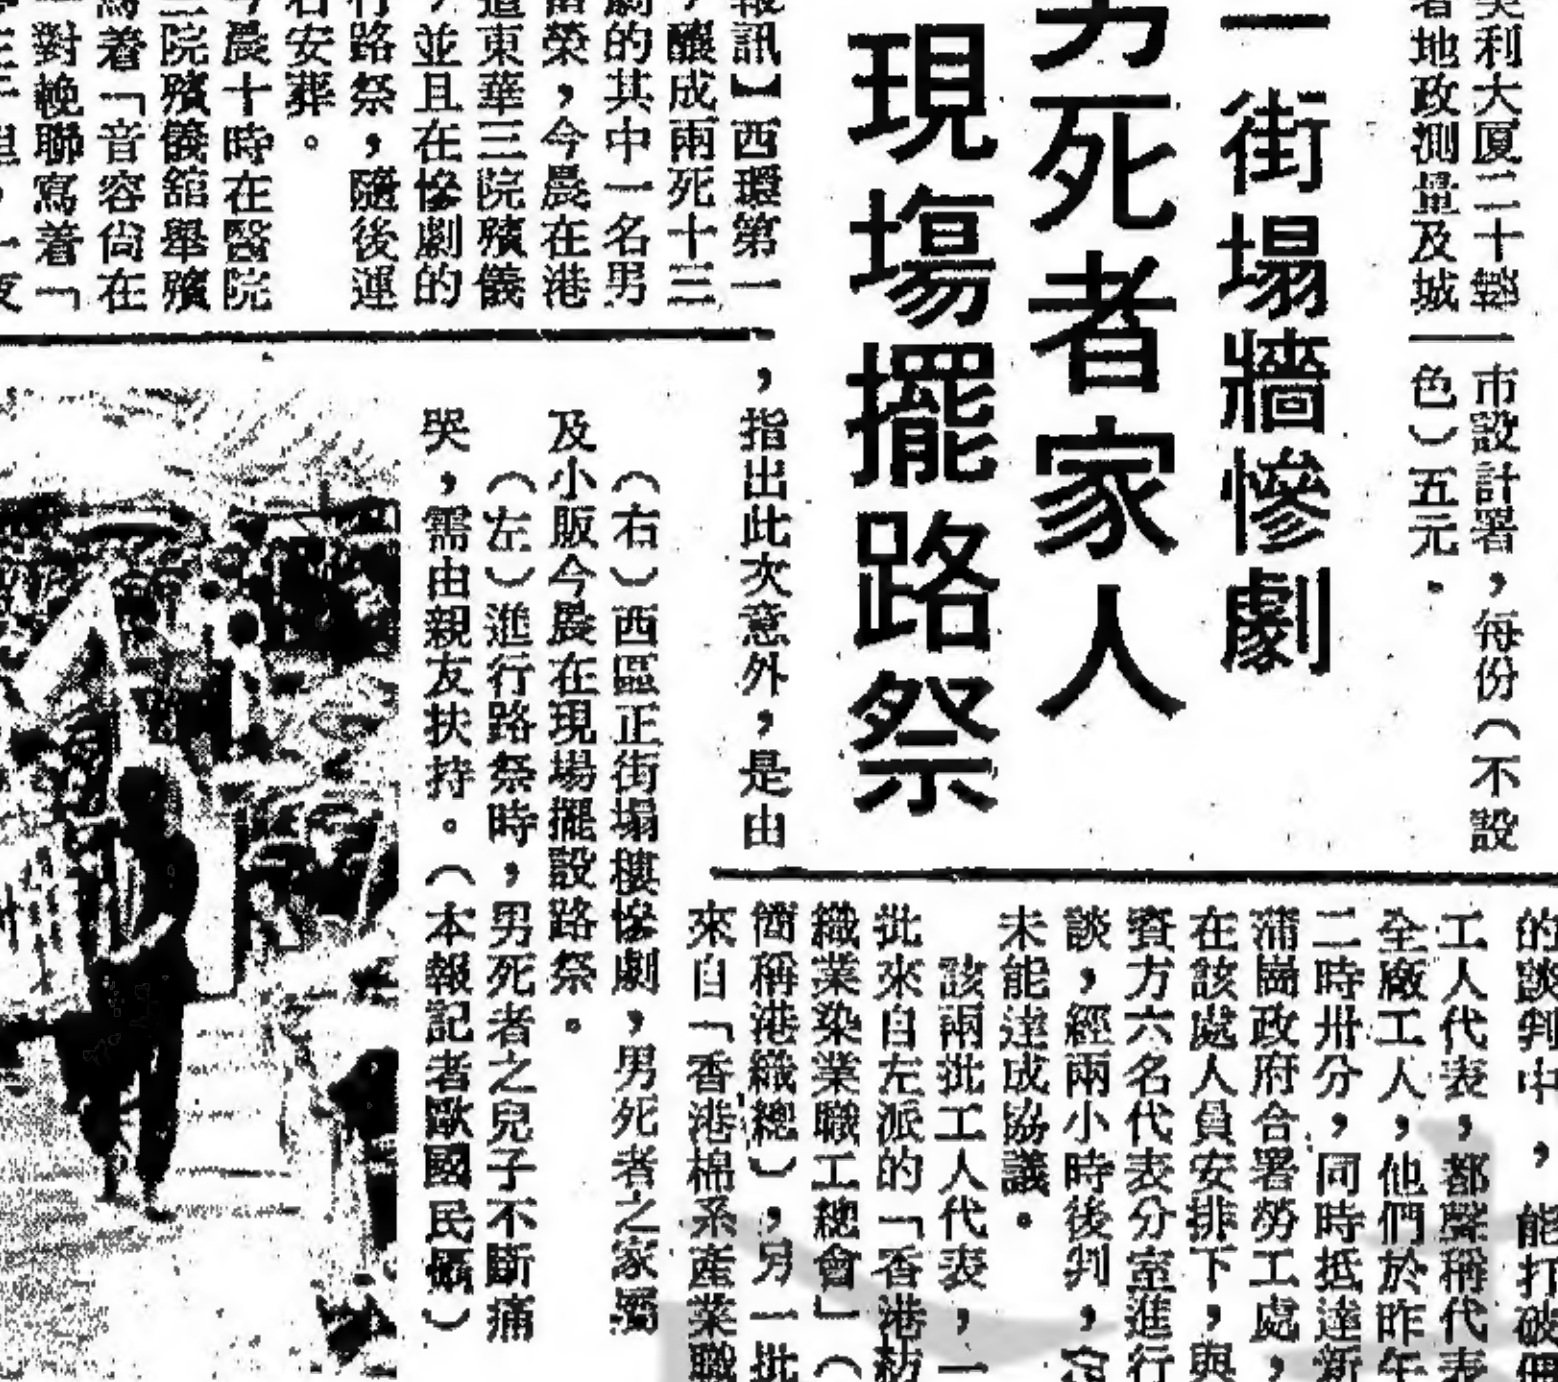 美利大厦二十樓
署地政測量及城
市設計署，每份（不設
色）五元。
一街塌牆慘劇
男死者家人
現場擺路祭
報訊】西環第一
釀成兩死十三
劇的其中一名男
富榮，今晨在港
道東華三院殯儀
，並且在慘劇的
行路祭，隨後運
石安葬。
今晨十時在醫院
三院殯儀舘舉殯
寫着「音容尙在
對輓聯寫着「
，指出此次意外，是由
（右）西區正街塌樓慘劇，男死者之家屬
及小販今晨在現場擺設路祭。
（左）進行路祭時，男死者之兒子不斷痛
哭，需由親友扶持。（本報記者歐國民攝）
的談判中，能打破僵
工人代表，都聲稱代表
全廠工人，他們於昨午
二時卅分，同時抵達新
蒲崗政府合署勞工處，
在該處人員安排下，與
資方六名代表分室進行
談，經兩小時後判，
未能達成協議。
該兩批工人代表，一
批來自左派的「香港紡
織業染業職工總會」（
簡稱港織總），另一批
來自「香港棉系產業職